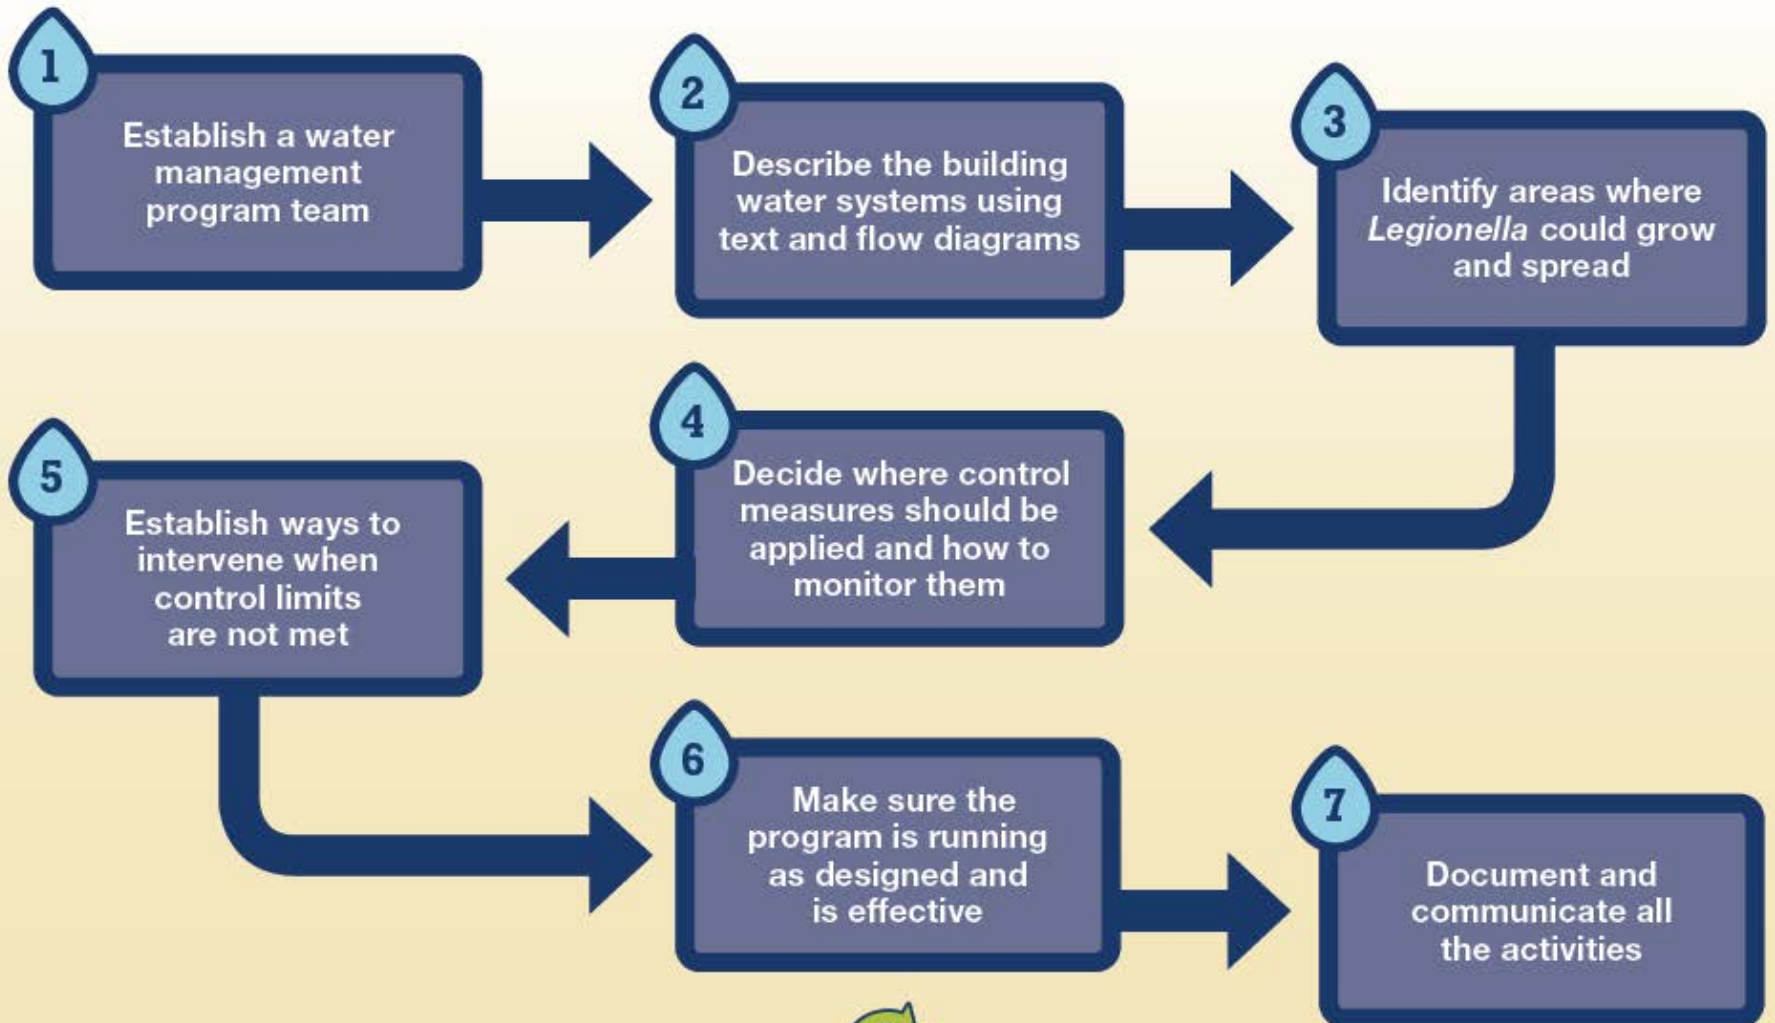 1
Establish a water
management
program team
2
Describe the building
water systems using
text and flow diagrams
3
Identify areas where
Legionella could grow
and spread
4
Decide where control
measures should be
applied and how to
monitor them
5
Establish ways to
intervene when
control limits
are not met
6
Make sure the
program is running
as designed and
is effective
7
Document and
communicate all
the activities